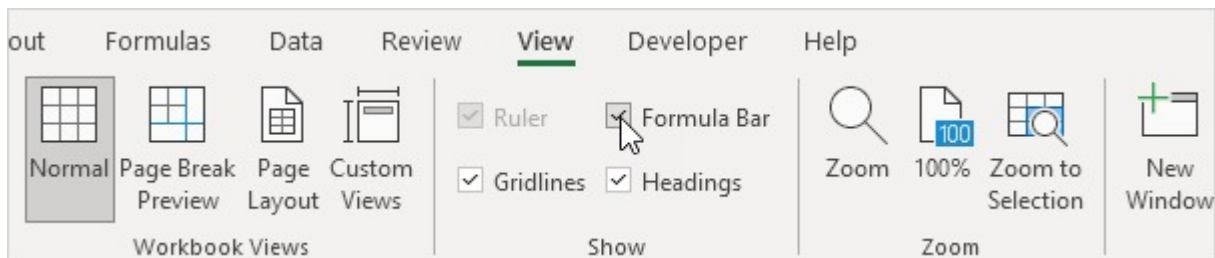 out Formulas Data Review View Developer Help
Ruler Formula Bar
100
Normal Page Break Page Custom Zoom 100% Zoom to New
Gridlines Headings
Preview Layout Views Selection Window
Workbook Views Show Zoom